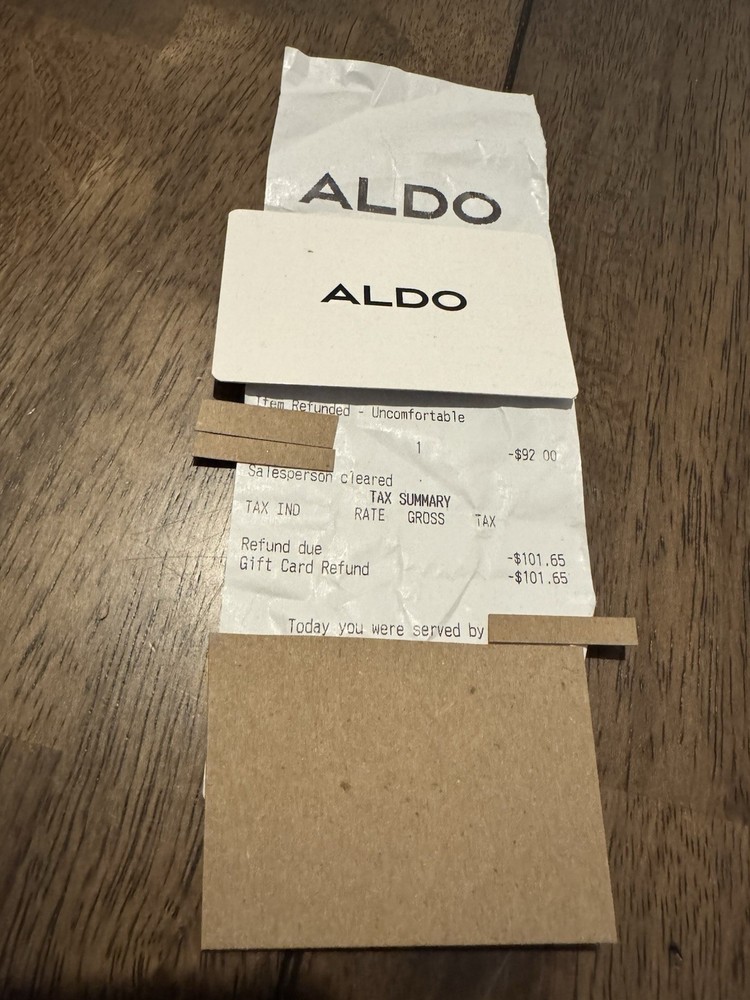 ALDO
ALDO
Item Refunded - Uncomfortable
1 -$92 00
Salesperson cleared
TAX SUMMARY
TAX IND RATE GROSS TAX
Refund due -$101.65
Gift Card Refund -$101.65
Today you were served by